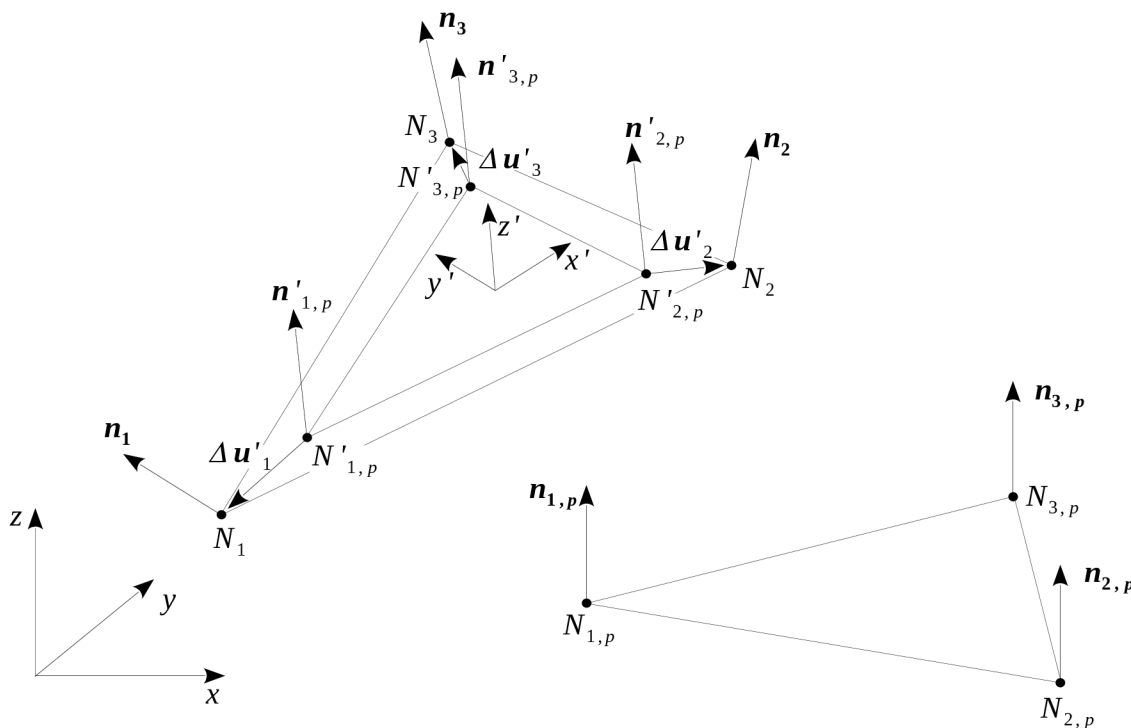 n₃
n'₃,ₚ
N₃
n'₂,ₚ
n₂
Δu'₃
N'₃,ₚ
z'
Δu'₂
x'
y'
N₂
n'₁,ₚ
N'₂,ₚ
n₃,ₚ
n₁
Δu'₁
N'₁,ₚ
n₁,ₚ
N₃,ₚ
z
N₁
n₂,ₚ
y
N₁,ₚ
x
N₂,ₚ